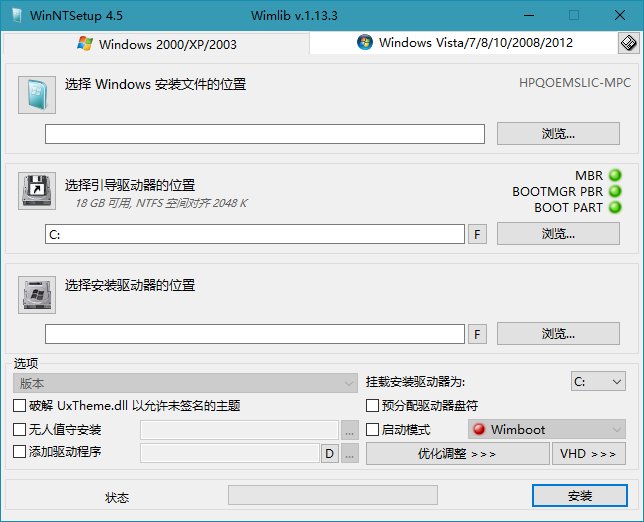 WinNTSetup 4.5 Wimlib v.1.13.3
Windows 2000/XP/2003
Windows Vista/7/8/10/2008/2012
选择 Windows 安装文件的位置
HPQOEMSLIC-MPC
浏览...
选择引导驱动器的位置
18 GB 可用, NTFS 空间对齐 2048 K
MBR
BOOTMGR PBR
BOOT PART
C:
F
浏览...
选择安装驱动器的位置
F
浏览...
选项
版本
挂载安装驱动器为:
C:
破解 UxTheme.dll 以允许未签名的主题
预分配驱动器盘符
无人值守安装
...
启动模式
Wimboot
添加驱动程序
D
...
优化调整 >>>
VHD >>>
状态
安装